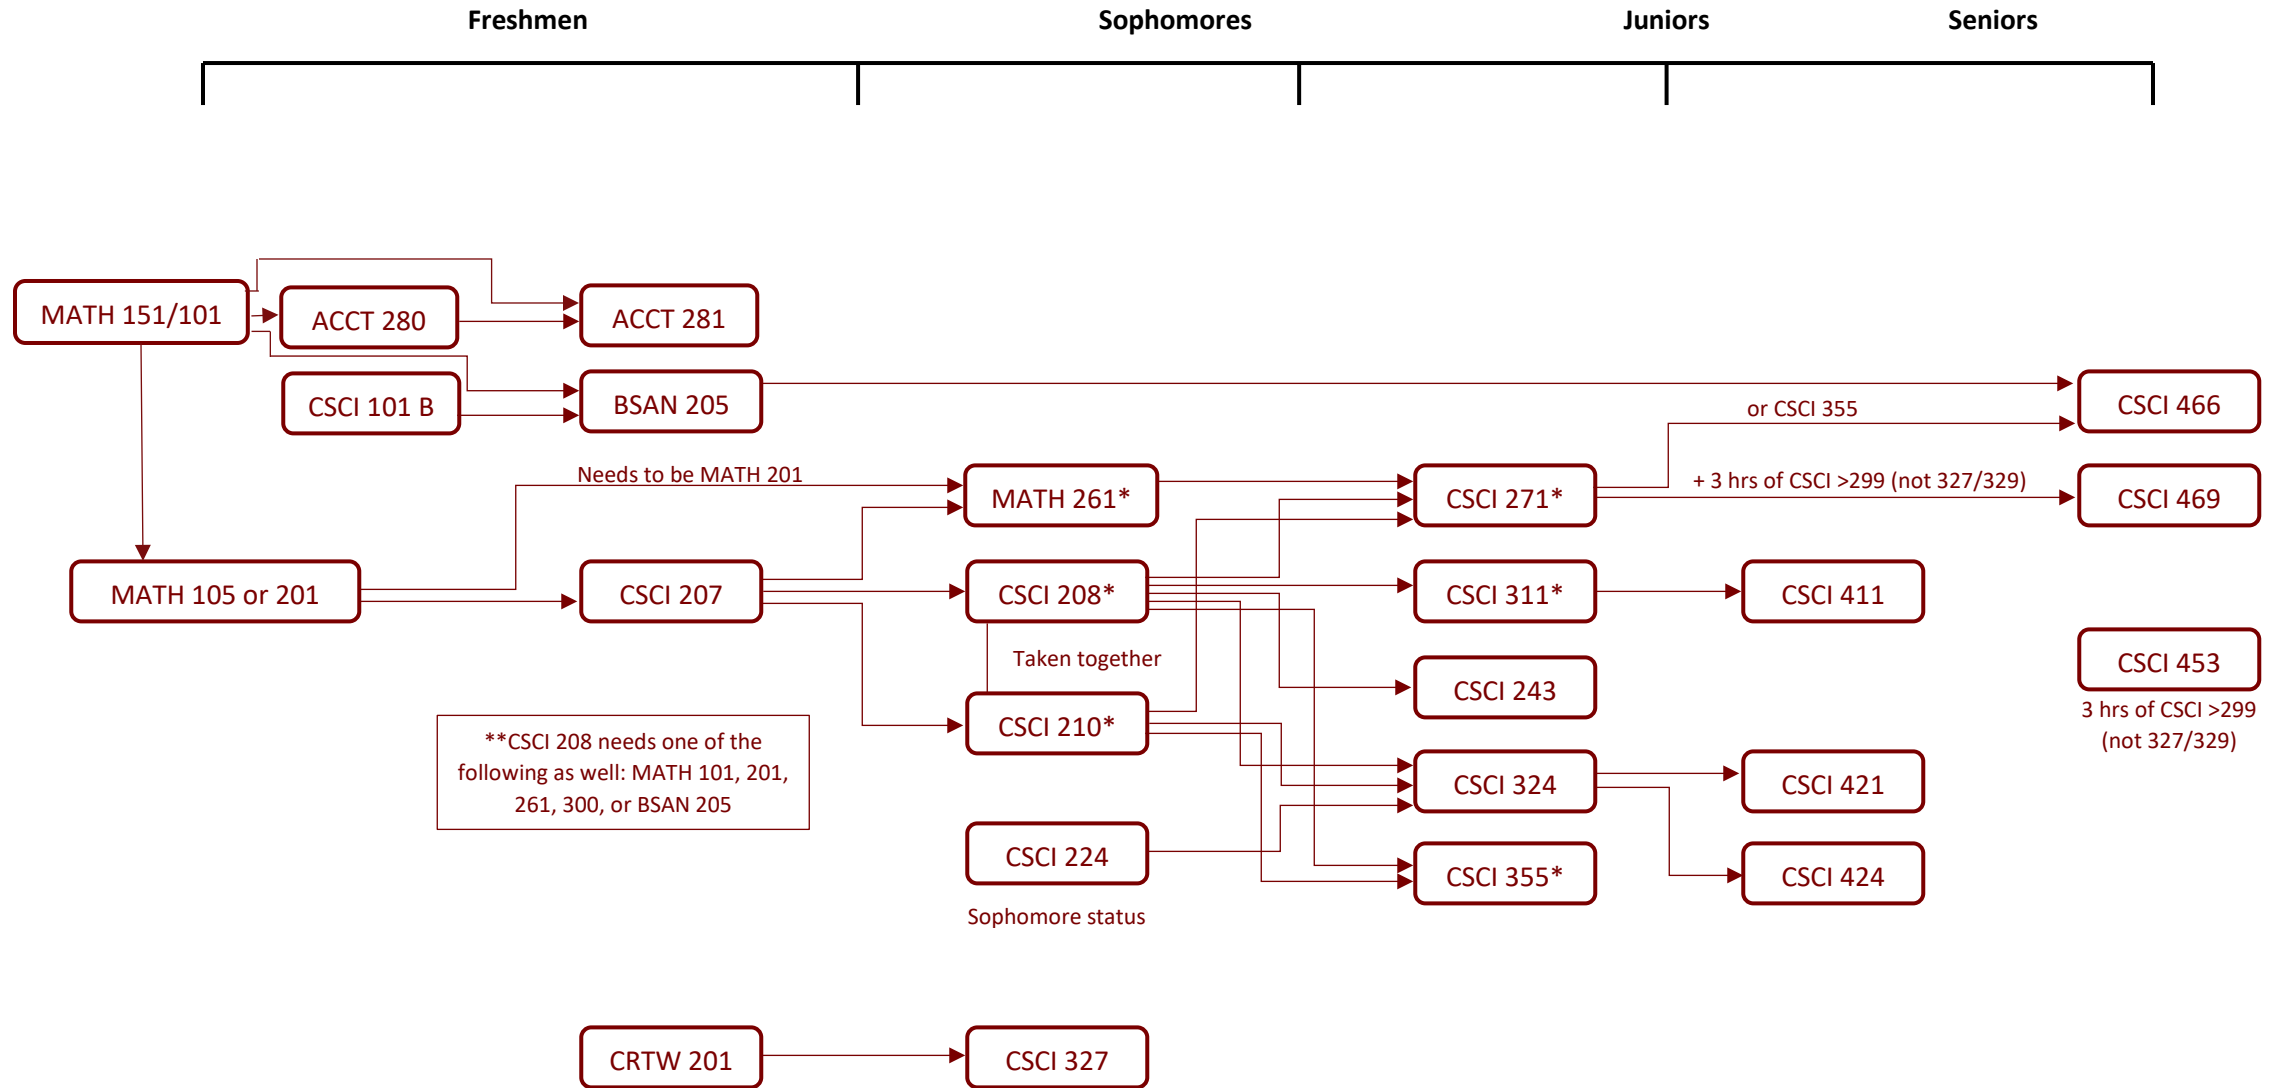 Freshmen
Sophomores
Juniors
Seniors
MATH 151/101
ACCT 280
ACCT 281
CSCI 101 B
BSAN 205
CSCI 466
or CSCI 355
Needs to be MATH 201
MATH 261*
CSCI 271*
+ 3 hrs of CSCI >299 (not 327/329)
CSCI 469
MATH 105 or 201
CSCI 207
CSCI 208*
CSCI 311*
CSCI 411
Taken together
CSCI 243
CSCI 453
3 hrs of CSCI >299
(not 327/329)
CSCI 210*
**CSCI 208 needs one of the
following as well: MATH 101, 201,
261, 300, or BSAN 205
CSCI 324
CSCI 421
CSCI 224
Sophomore status
CSCI 355*
CSCI 424
CRTW 201
CSCI 327